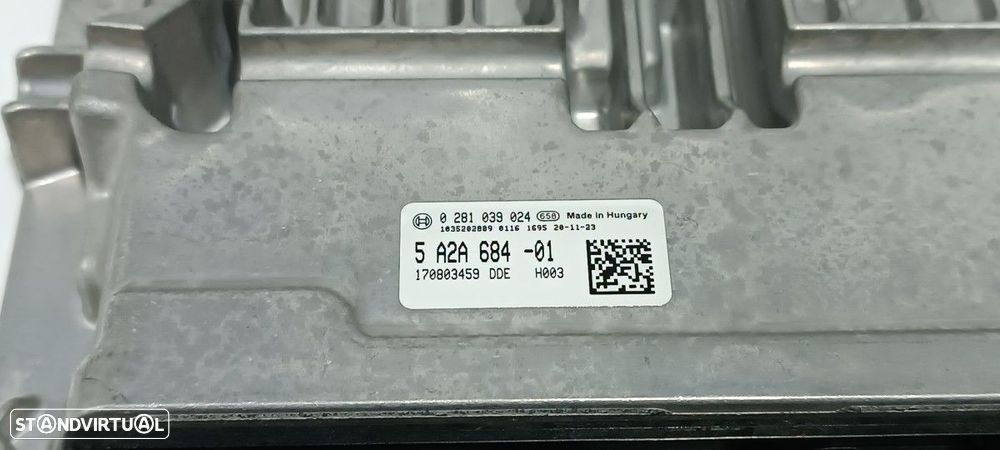 0 281 039 024 658 Made in Hungary
1035202889 0116 1695 20-11-23
5 A2A 684 -01
170803459 DDE H003
STANDVIRTUAL